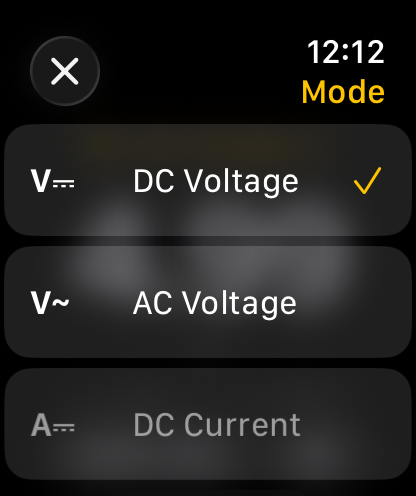 12:12
Mode
V⎓ DC Voltage
V~ AC Voltage
A⎓ DC Current